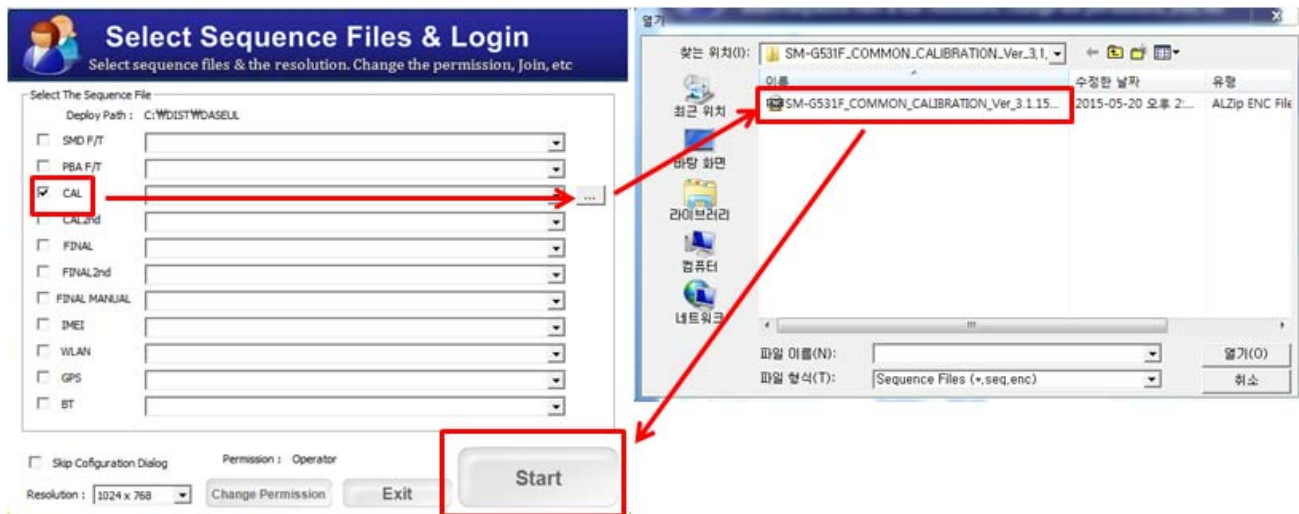 Select Sequence Files & Login
Select sequence files & the resolution. Change the permission, Join, etc
Select The Sequence File
Deploy Path : C:₩DIST₩DASEUL
SMD F/T
PBA F/T
CAL
...
CAL2nd
FINAL
FINAL2nd
FINAL MANUAL
IMEI
WLAN
GPS
BT
Skip Cofiguration Dialog
Permission : Operator
Resolution : 1024 x 768
Change Permission
Exit
Start
열기
찾는 위치(I): SM-G531F_COMMON_CALIBRATION_Ver_3,1,
이름 수정한 날짜 유형
SM-G531F_COMMON_CALIBRATION_Ver_3.1.15... 2015-05-20 오후 2:... ALZip ENC File
최근 위치
바탕 화면
라이브러리
컴퓨터
네트워크
파일 이름(N): 열기(O)
파일 형식(T): Sequence Files (*,seq,enc) 취소